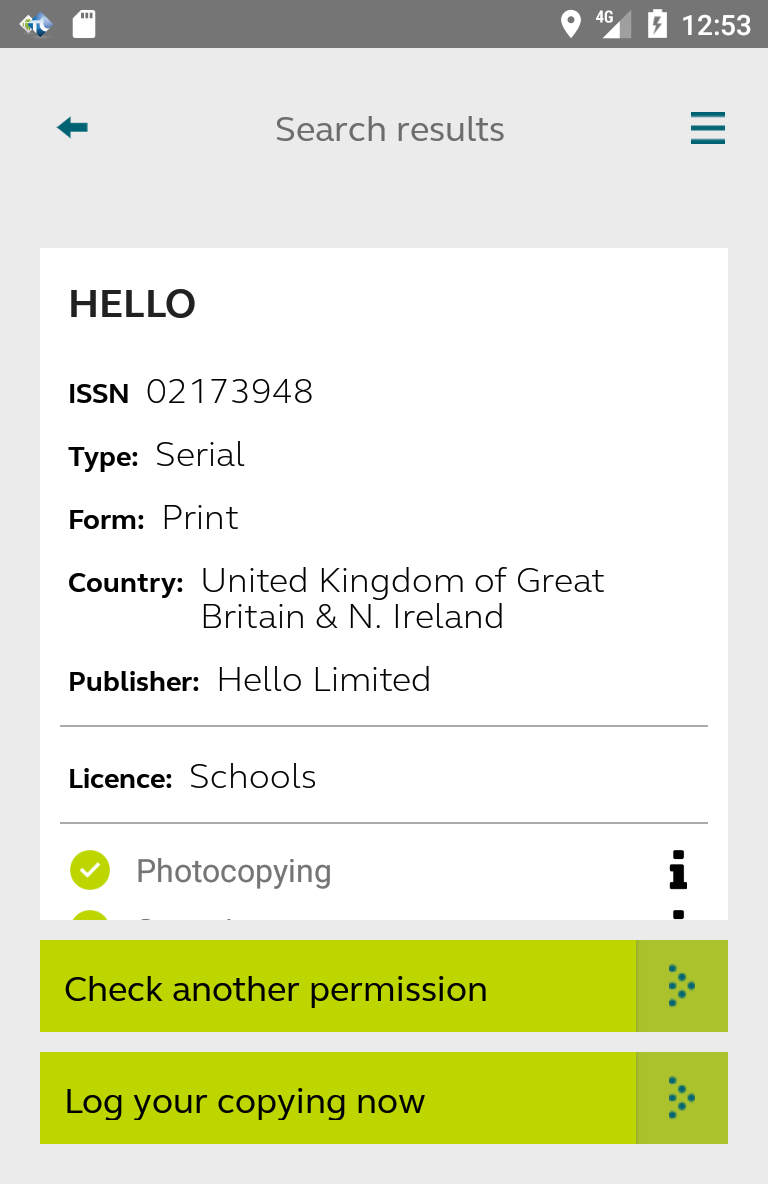 4G 12:53
Search results
HELLO
ISSN 02173948
Type: Serial
Form: Print
Country: United Kingdom of Great
Britain & N. Ireland
Publisher: Hello Limited
Licence: Schools
Photocopying
Check another permission
Log your copying now